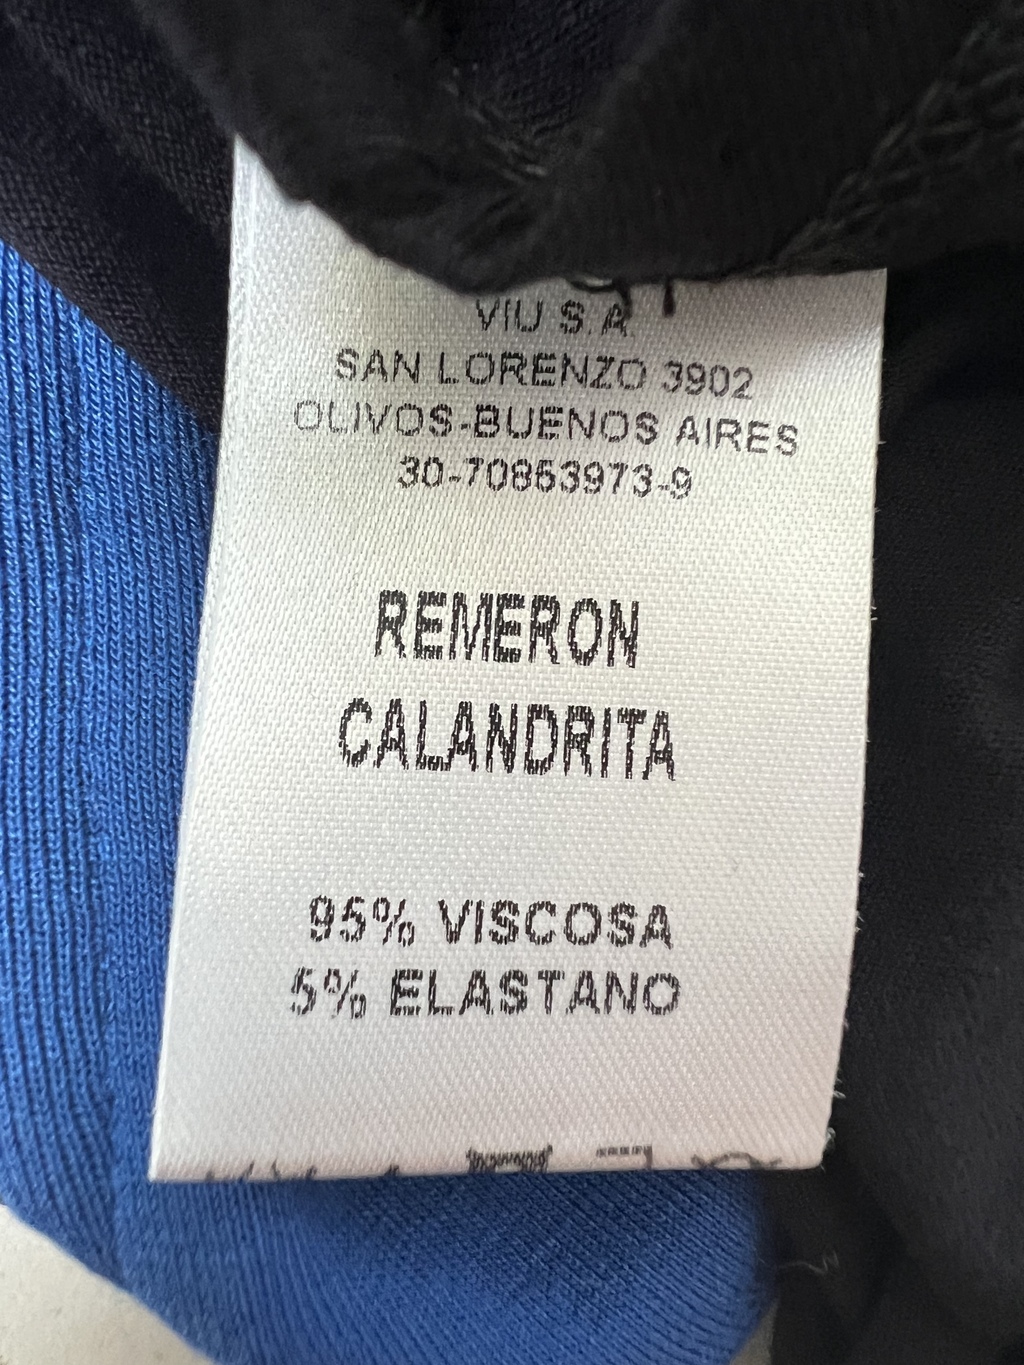 VIU S.A
SAN LORENZO 3902
OLIVOS-BUENOS AIRES
30-70853973-9
REMERON
CALANDRITA
95% VISCOSA
5% ELASTANO